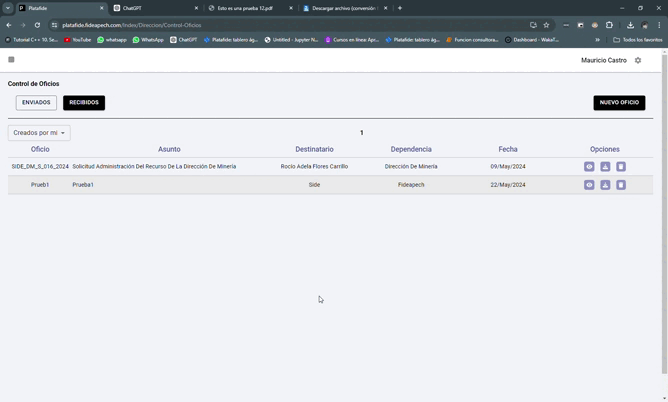 Platafide
ChatGPT
Esto es una prueba 12.pdf
Descargar archivo (conversión
platafide.fideapech.com/Index/Direccion/Control-Oficios
Tutorial C++ 10. Se...
YouTube
whatsapp
WhatsApp
ChatGPT
Platafide: tablero ág...
Untitled - Jupyter N...
Cursos en línea: Apr...
Platafide: tablero ág...
Funcion consultora...
Dashboard - WakaT...
Todos los favoritos
Mauricio Castro
Control de Oficios
ENVIADOS
RECIBIDOS
NUEVO OFICIO
Creados por mi
1
Oficio Asunto Destinatario Dependencia Fecha Opciones
SIDE_DM_S_016_2024 Solicitud Administración Del Recurso De La Dirección De Minería Rocío Adela Flores Carrillo Dirección De Minería 09/May/2024
Prueb1 Prueba1 Side Fideapech 22/May/2024